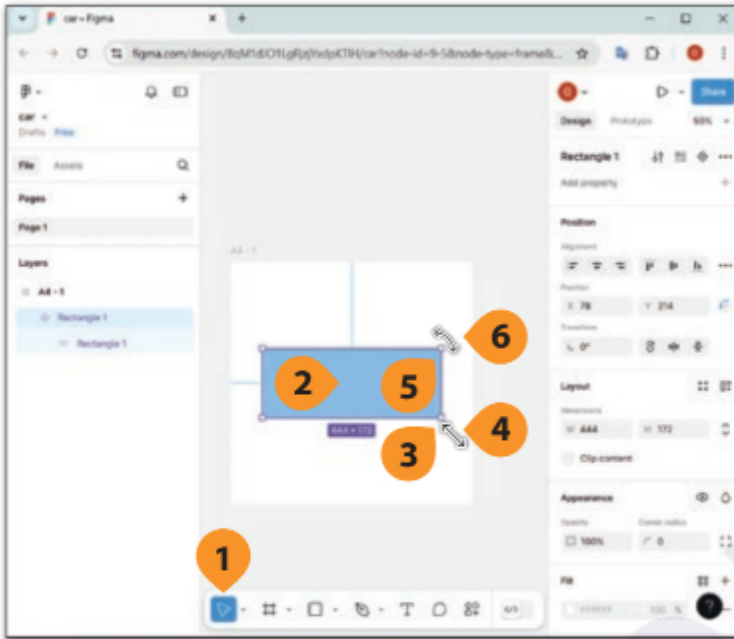 car – Figma
figma.com/design/
car
Drafts Free
Share
Design Prototype 50%
File Assets
Rectangle 1
Add property
Pages
Page 1
Position
Alignment
A4 - 1
Layers
A4 - 1
Position
X 78 Y 214
Rectangle 1
Transform
Rectangle 1
0°
6
2
5
Layout
Dimensions
W 444 H 172
444 × 172
3
4
Clip content
Appearance
Opacity Corner radius
100% 0
1
Fill
FFFFFF 100 %
T
?